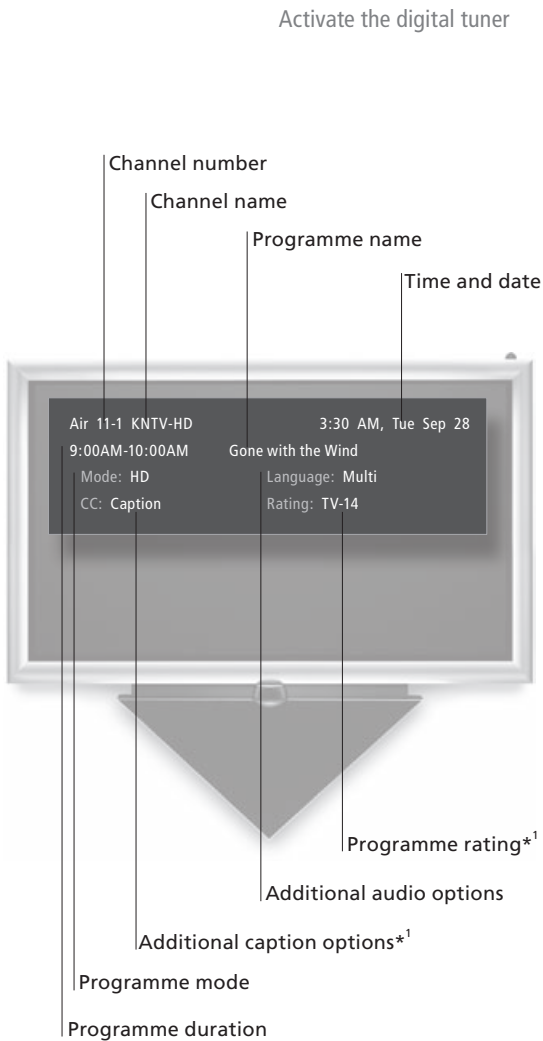 Activate the digital tuner
Channel number
Channel name
Programme name
Time and date
Air 11-1 KNTV-HD 3:30 AM, Tue Sep 28
9:00AM-10:00AM Gone with the Wind
Mode: HD Language: Multi
CC: Caption Rating: TV-14
Programme rating*¹
Additional audio options
Additional caption options*¹
Programme mode
Programme duration